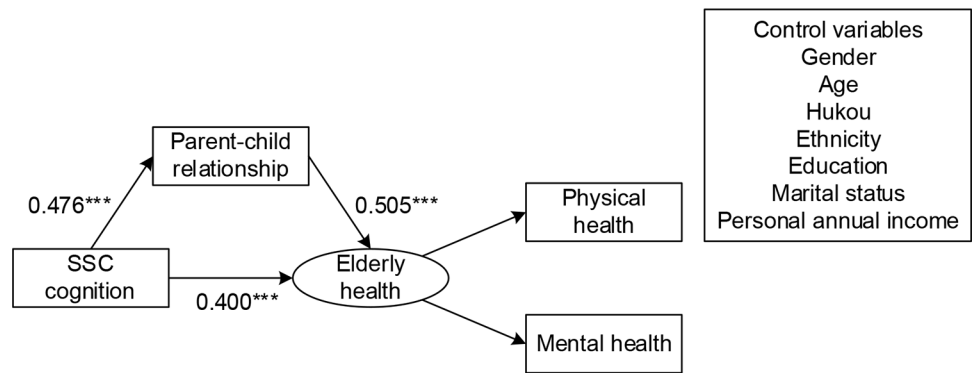 Control variables
Gender
Age
Hukou
Ethnicity
Education
Marital status
Personal annual income
Parent-child
relationship
0.476***
0.505***
Physical
health
SSC
cognition
0.400***
Elderly
health
Mental health